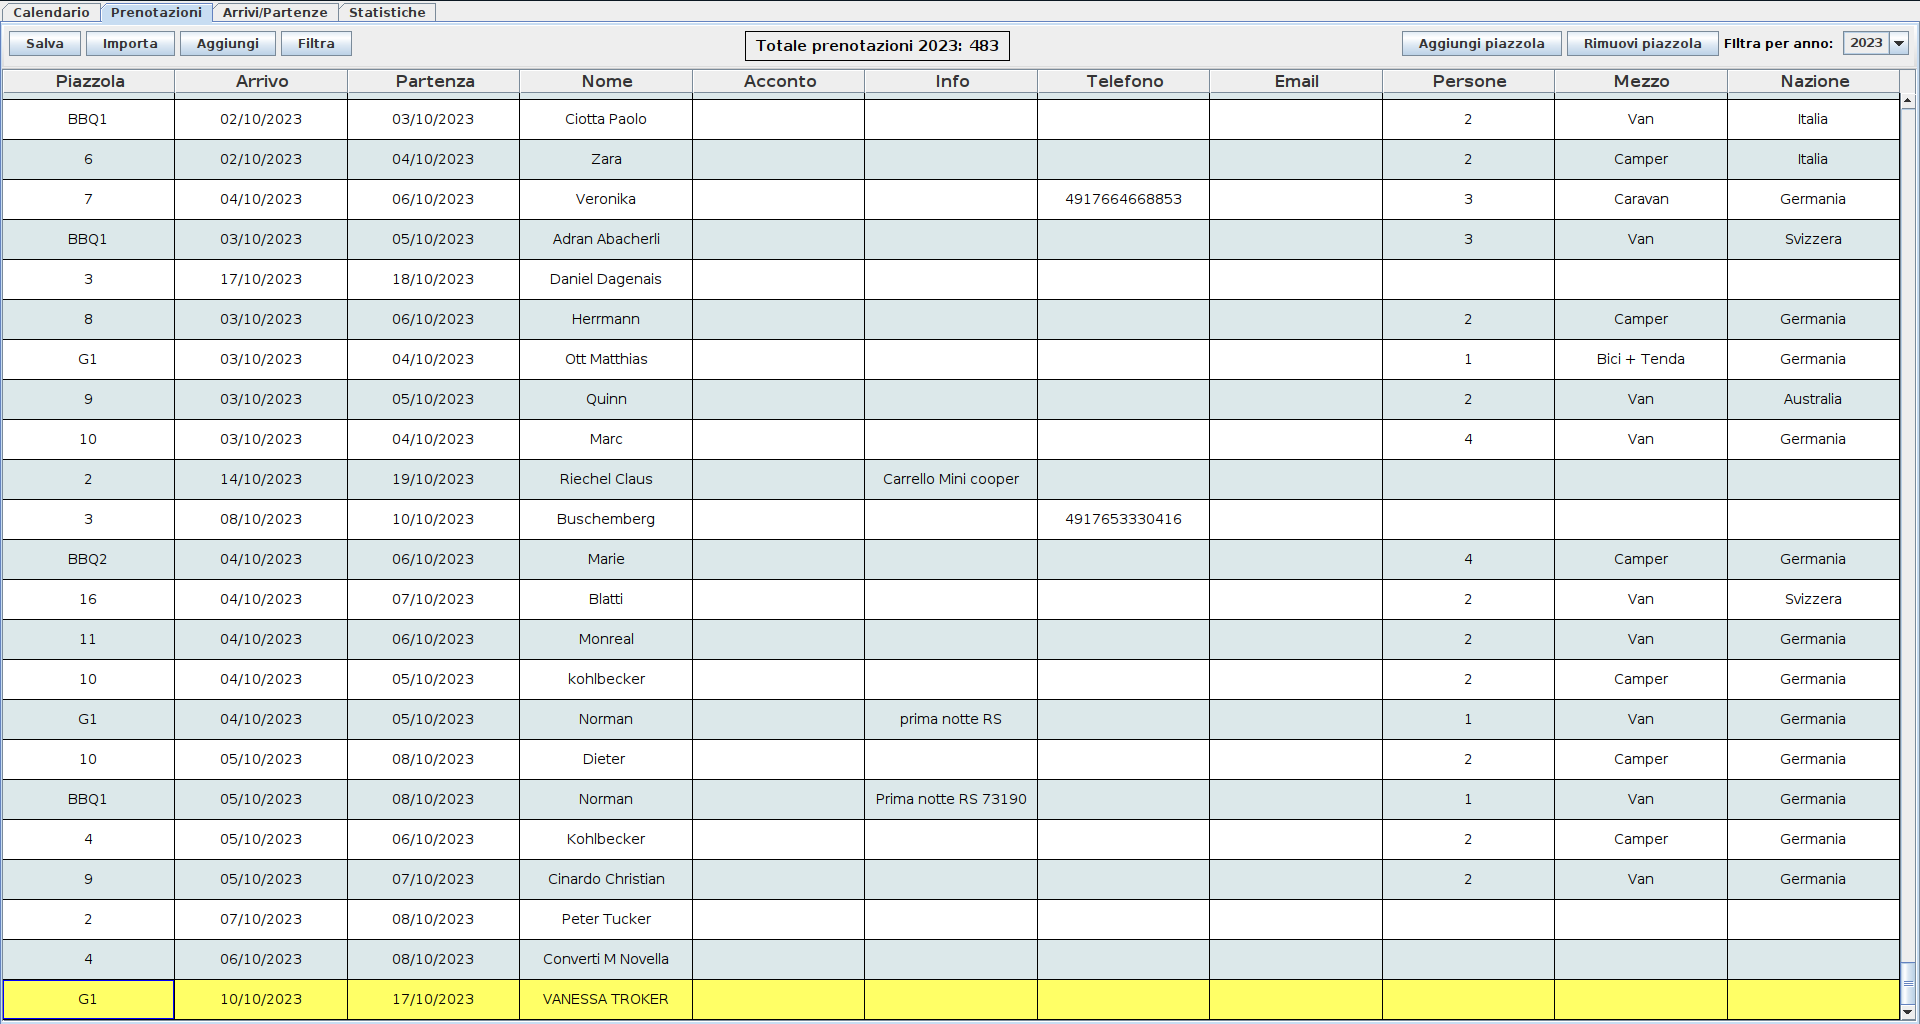 Calendario Prenotazioni Arrivi/Partenze Statistiche
Salva Importa Aggiungi Filtra Totale prenotazioni 2023: 483 Aggiungi piazzola Rimuovi piazzola Filtra per anno: 2023
Piazzola Arrivo Partenza Nome Acconto Info Telefono Email Persone Mezzo Nazione
BBQ1 02/10/2023 03/10/2023 Ciotta Paolo 2 Van Italia
6 02/10/2023 04/10/2023 Zara 2 Camper Italia
7 04/10/2023 06/10/2023 Veronika 4917664668853 3 Caravan Germania
BBQ1 03/10/2023 05/10/2023 Adran Abacherli 3 Van Svizzera
3 17/10/2023 18/10/2023 Daniel Dagenais
8 03/10/2023 06/10/2023 Herrmann 2 Camper Germania
G1 03/10/2023 04/10/2023 Ott Matthias 1 Bici + Tenda Germania
9 03/10/2023 05/10/2023 Quinn 2 Van Australia
10 03/10/2023 04/10/2023 Marc 4 Van Germania
2 14/10/2023 19/10/2023 Riechel Claus Carrello Mini cooper
3 08/10/2023 10/10/2023 Buschemberg 4917653330416
BBQ2 04/10/2023 06/10/2023 Marie 4 Camper Germania
16 04/10/2023 07/10/2023 Blatti 2 Van Svizzera
11 04/10/2023 06/10/2023 Monreal 2 Van Germania
10 04/10/2023 05/10/2023 kohlbecker 2 Camper Germania
G1 04/10/2023 05/10/2023 Norman prima notte RS 1 Van Germania
10 05/10/2023 08/10/2023 Dieter 2 Camper Germania
BBQ1 05/10/2023 08/10/2023 Norman Prima notte RS 73190 1 Van Germania
4 05/10/2023 06/10/2023 Kohlbecker 2 Camper Germania
9 05/10/2023 07/10/2023 Cinardo Christian 2 Van Germania
2 07/10/2023 08/10/2023 Peter Tucker
4 06/10/2023 08/10/2023 Converti M Novella
G1 10/10/2023 17/10/2023 VANESSA TROKER